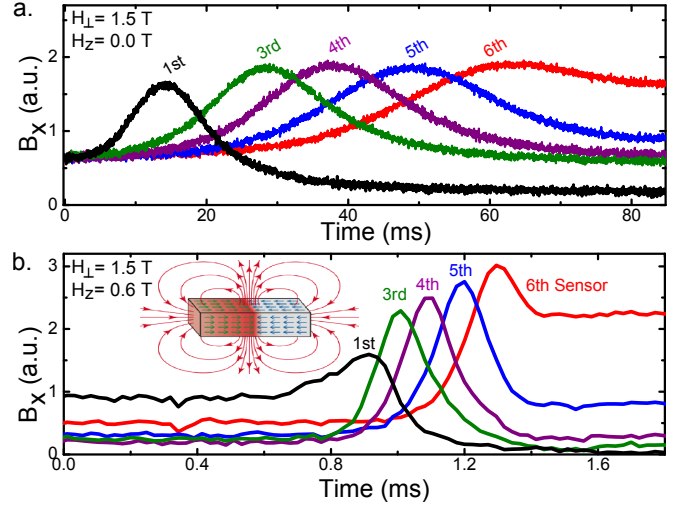 a.
H⊥= 1.5 T
Hz= 0.0 T
1st
3rd
4th
5th
6th
Bx (a.u.)
2
1
0
0
20
40
60
80
Time (ms)
b.
H⊥= 1.5 T
Hz= 0.6 T
1st
3rd
4th
5th
6th Sensor
Bx (a.u.)
3
2
1
0
0.0
0.4
0.8
1.2
1.6
Time (ms)